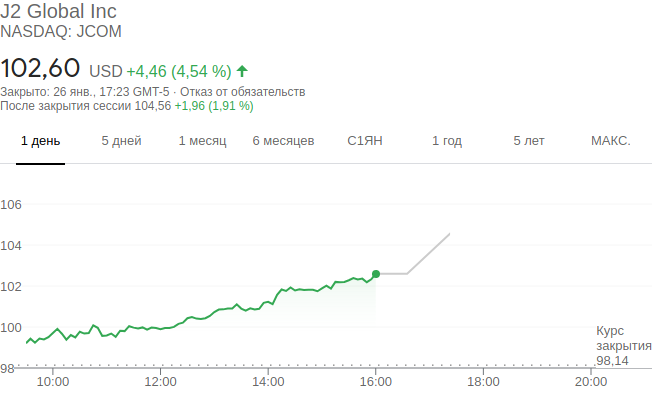 J2 Global Inc
NASDAQ: JCOM
102,60 USD +4,46 (4,54 %)
Закрыто: 26 янв., 17:23 GMT-5 · Отказ от обязательств
После закрытия сессии 104,56 +1,96 (1,91 %)
1 день 5 дней 1 месяц 6 месяцев С1ЯН 1 год 5 лет МАКС.
106
104
102
100
Курс
закрытия
98,14
98
10:00 12:00 14:00 16:00 18:00 20:00